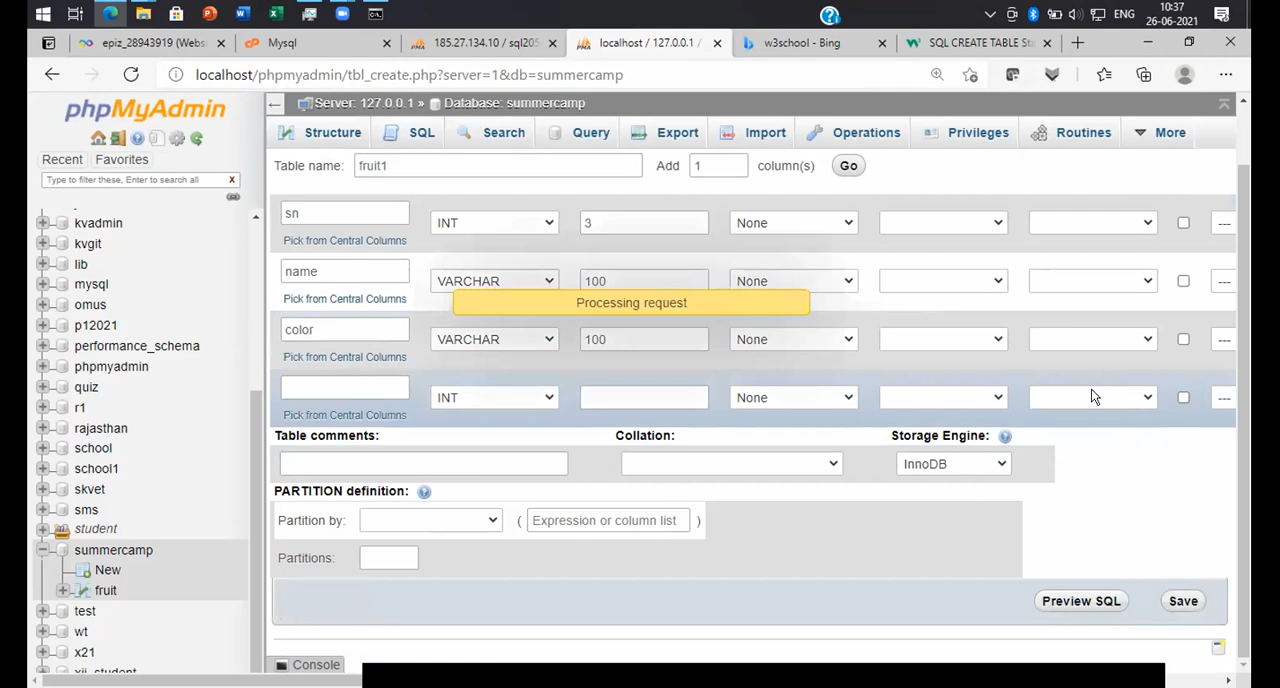 ENG
10:37
26-06-2021
epiz_28943919 (Webs
Mysql
185.27.134.10 / sql205
localhost / 127.0.0.1 /
w3school - Bing
SQL CREATE TABLE St
localhost/phpmyadmin/tbl_create.php?server=1&db=summercamp
phpMyAdmin
Recent Favorites
Type to filter these, Enter to search all X
kvadmin
kvgit
lib
mysql
omus
p12021
performance_schema
phpmyadmin
quiz
r1
rajasthan
school
school1
skvet
sms
student
summercamp
New
fruit
test
wt
x21
xii_student
Server: 127.0.0.1 » Database: summercamp
Structure SQL Search Query Export Import Operations Privileges Routines More
Table name: fruit1 Add 1 column(s) Go
sn INT 3 None ---
Pick from Central Columns
name VARCHAR 100 None ---
Pick from Central Columns
Processing request
color VARCHAR 100 None ---
Pick from Central Columns
INT None ---
Pick from Central Columns
Table comments: Collation: Storage Engine:
InnoDB
PARTITION definition:
Partition by: ( Expression or column list )
Partitions:
Preview SQL Save
Console